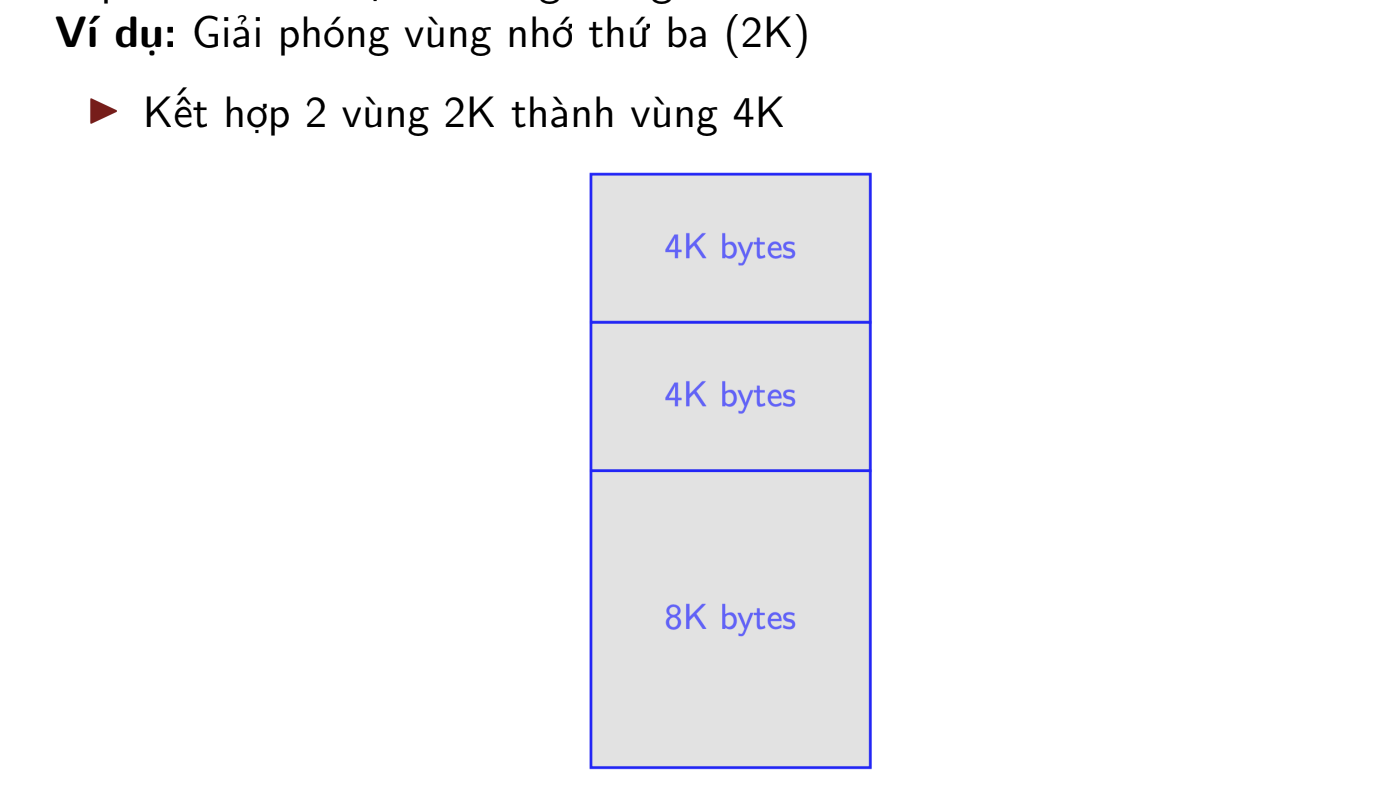 Ví dụ: Giải phóng vùng nhớ thứ ba (2K)
▶ Kết hợp 2 vùng 2K thành vùng 4K
4K bytes
4K bytes
8K bytes